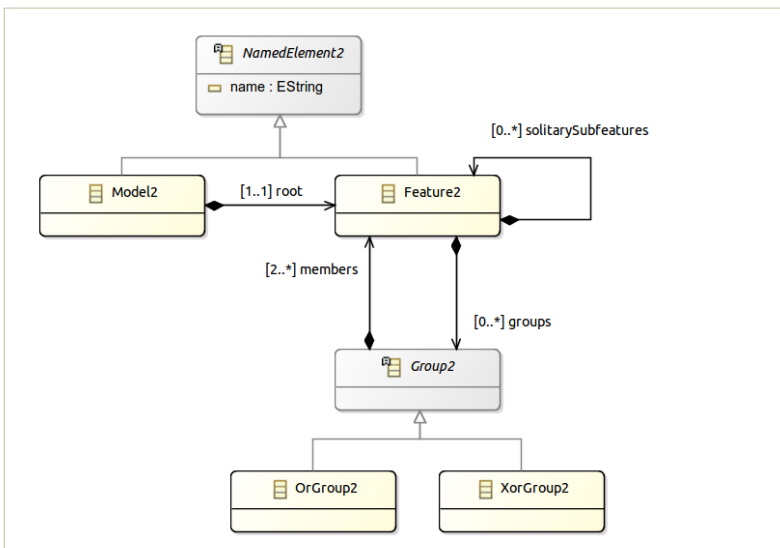 NamedElement2
name : EString
[0..*] solitarySubfeatures
Model2
[1..1] root
Feature2
[2..*] members
[0..*] groups
Group2
OrGroup2
XorGroup2